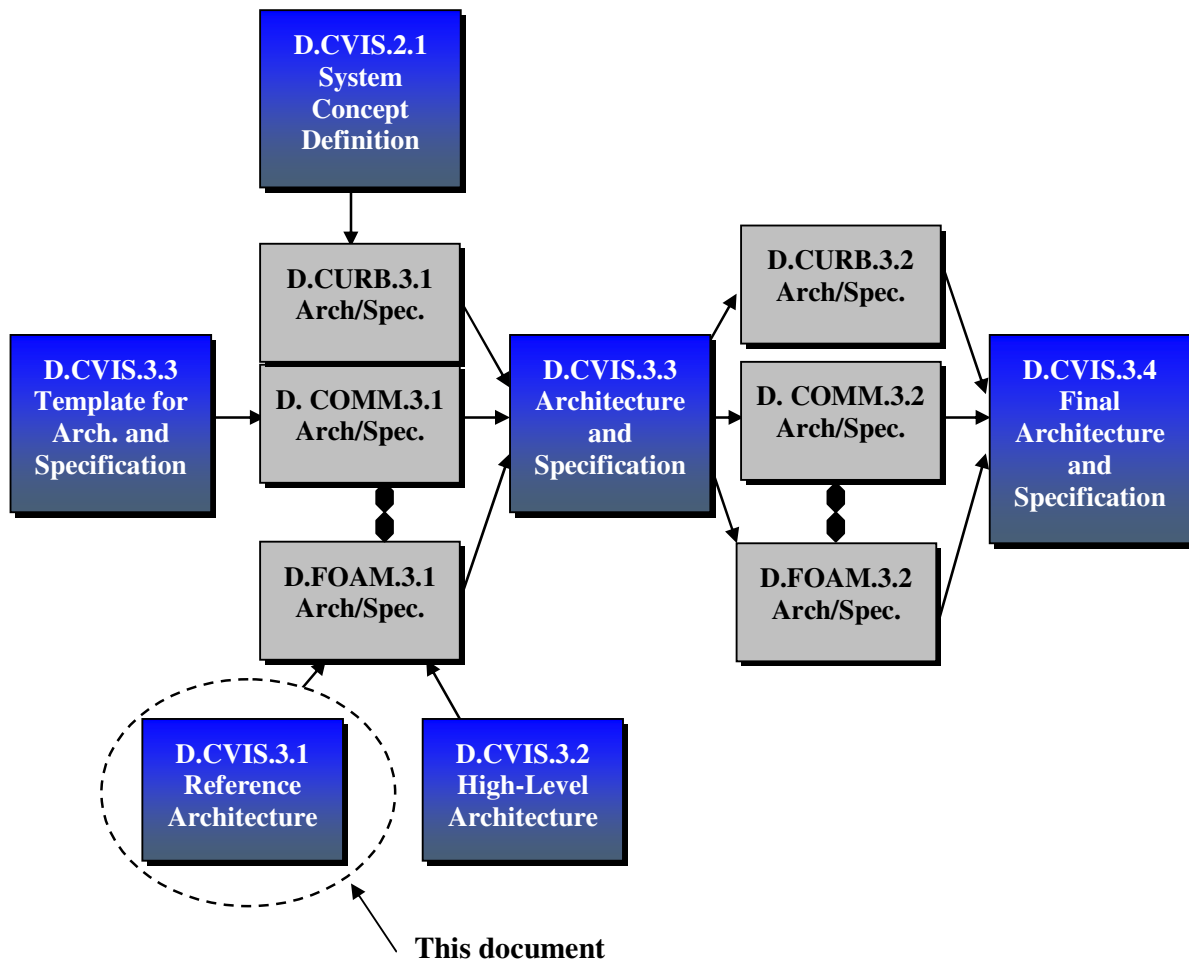 D.CVIS.2.1
System
Concept
Definition
D.CURB.3.1
Arch/Spec.
D.CURB.3.2
Arch/Spec.
D.CVIS.3.3
Template for
Arch. and
Specification
D. COMM.3.1
Arch/Spec.
D.CVIS.3.3
Architecture
and
Specification
D. COMM.3.2
Arch/Spec.
D.CVIS.3.4
Final
Architecture
and
Specification
D.FOAM.3.1
Arch/Spec.
D.FOAM.3.2
Arch/Spec.
D.CVIS.3.1
Reference
Architecture
D.CVIS.3.2
High-Level
Architecture
This document